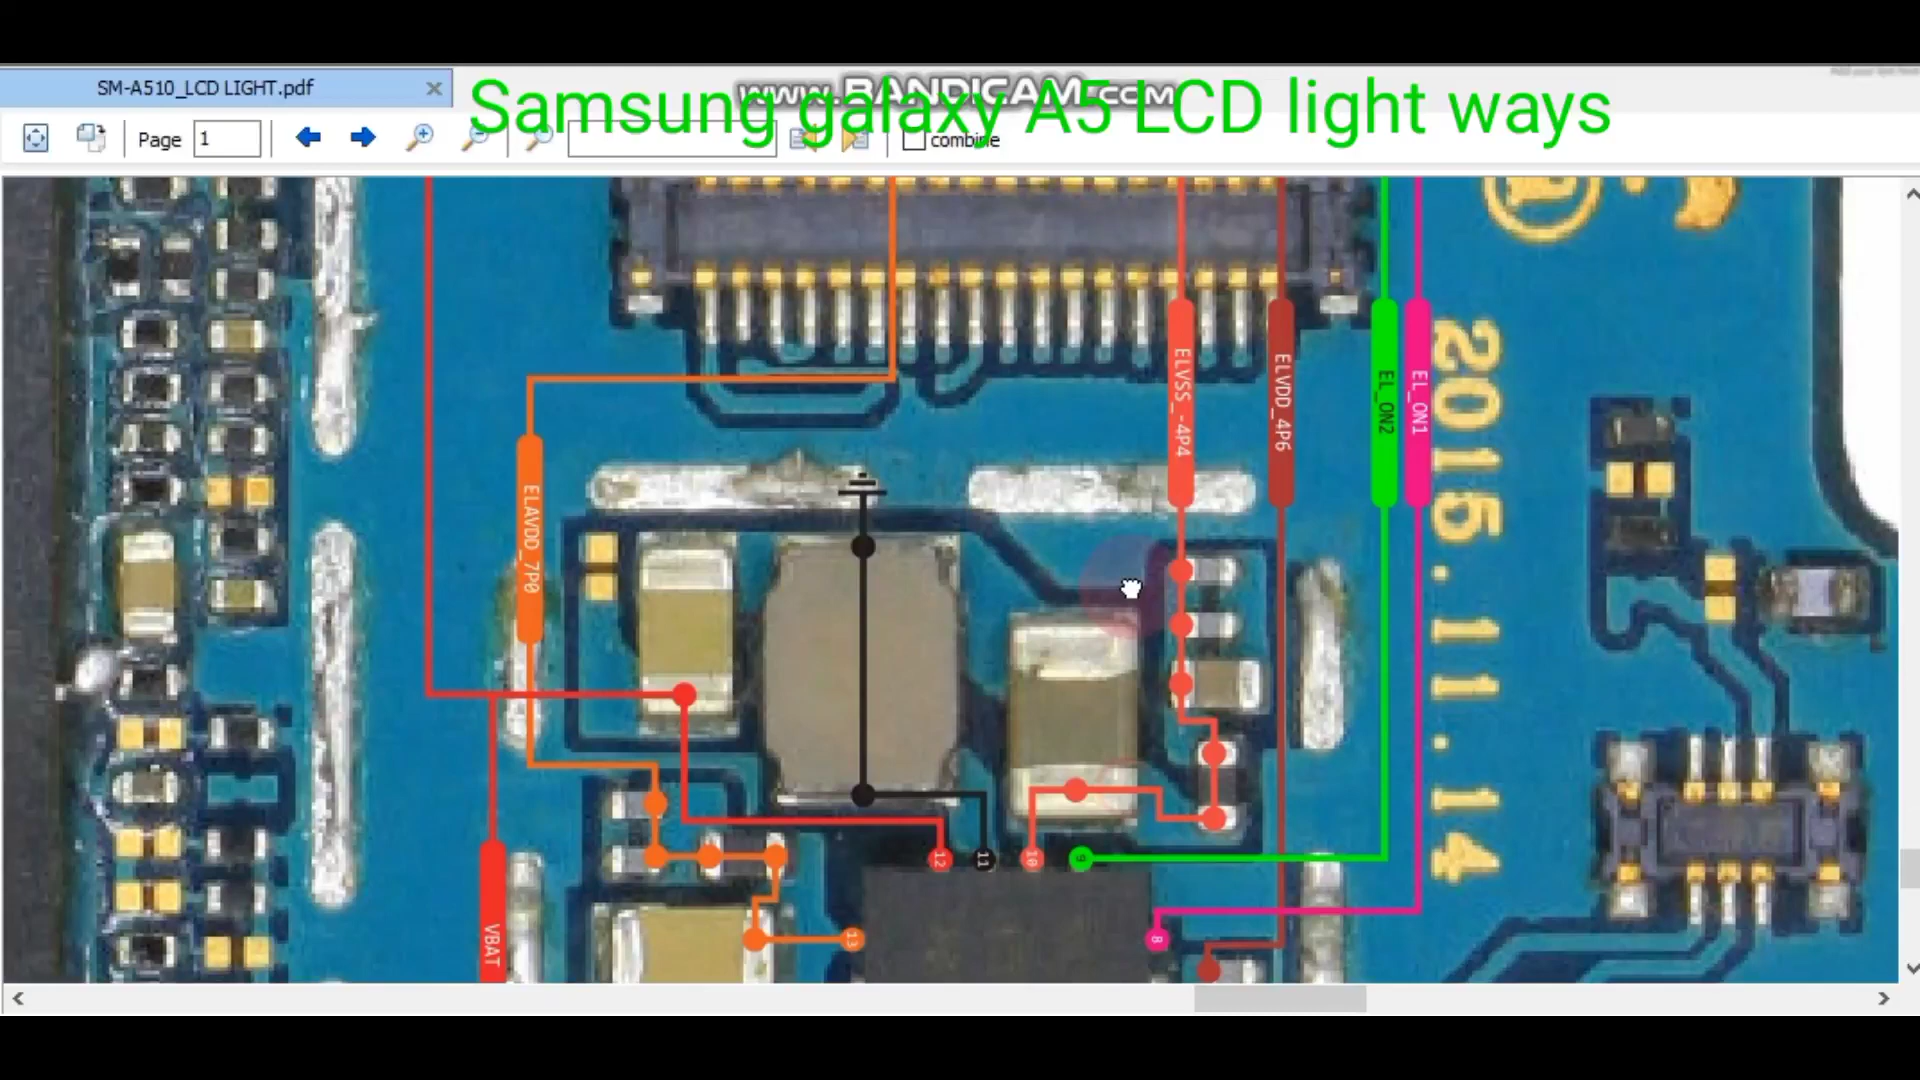 SM-A510_LCD LIGHT.pdf
www.BANDICAM.com
Samsung galaxy A5 LCD light ways
Page 1
combine
ELVSS_-4P4
ELVDD_4P6
EL_ON2
EL_ON1
2015.11.14
ELAVDD_7P0
12
11
10
9
VBAT
13
8